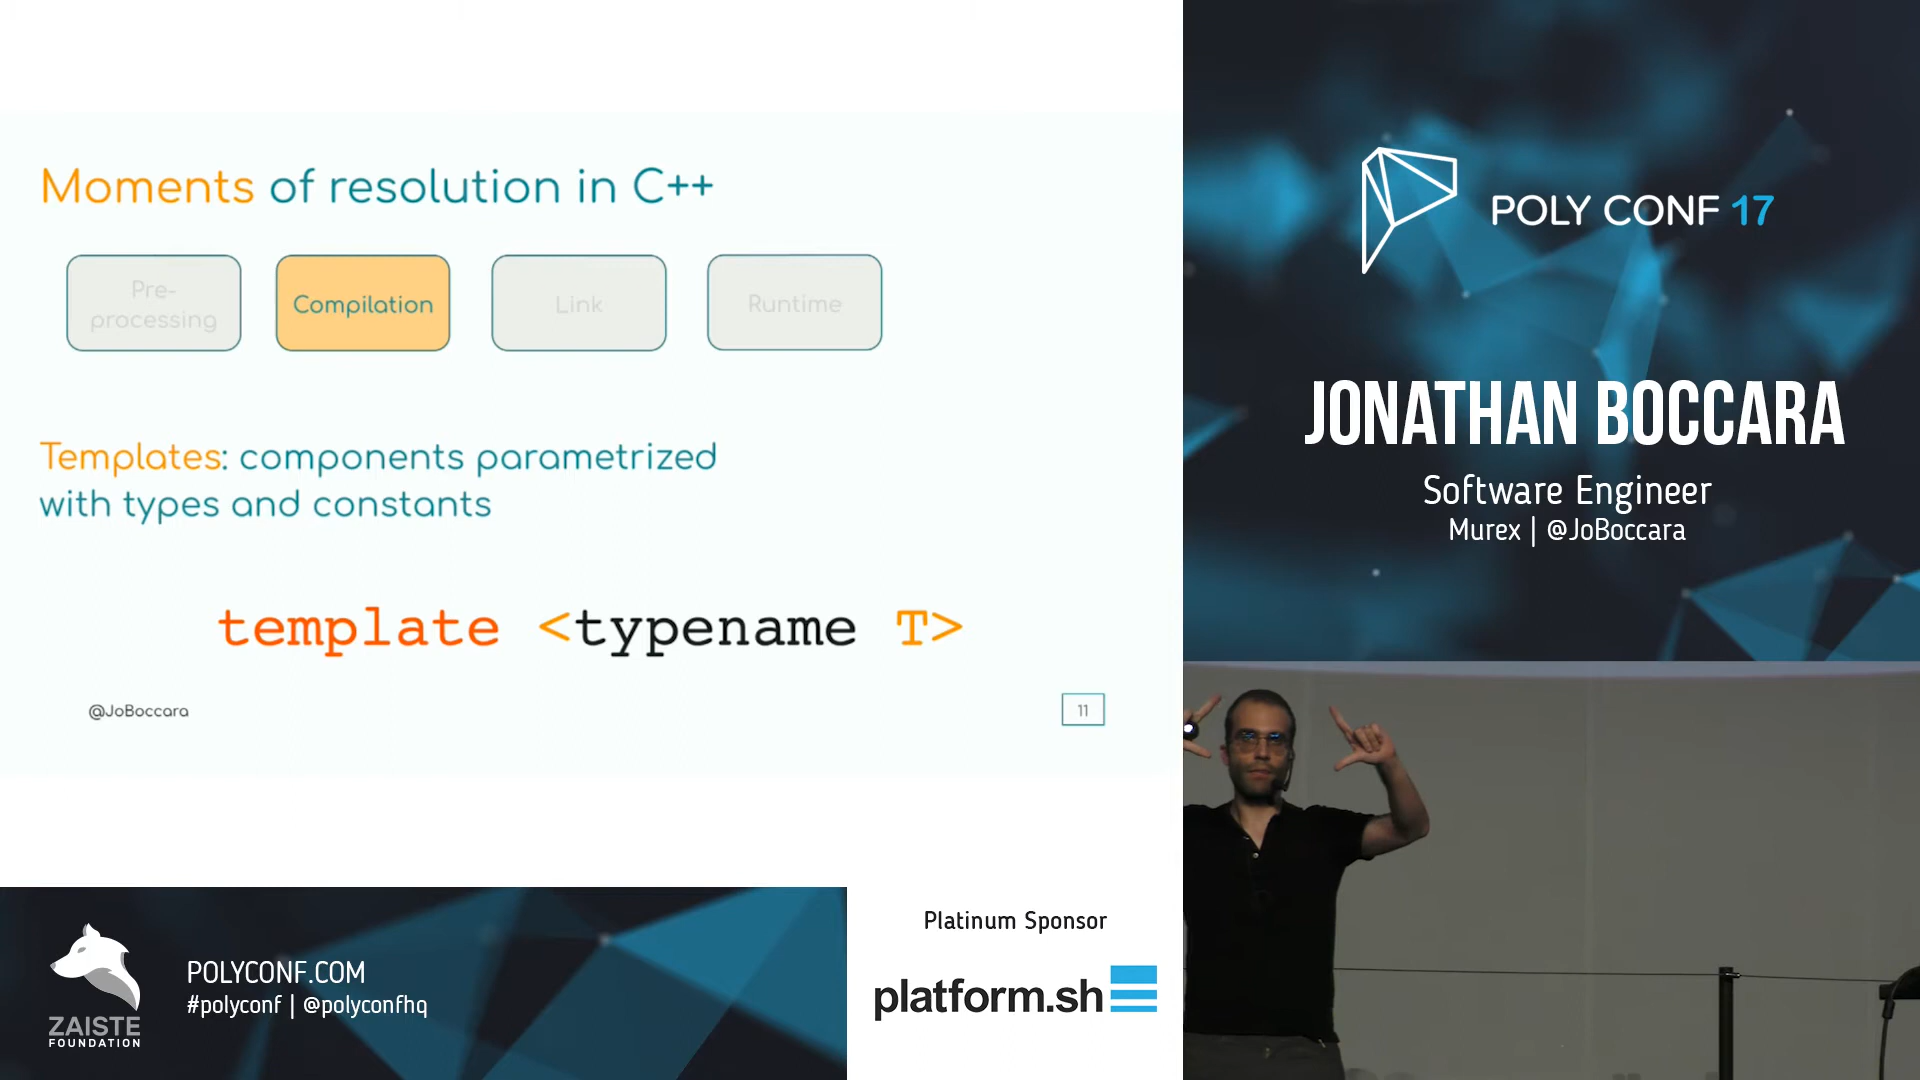 Moments of resolution in C++
Pre-
processing
Compilation
Link
Runtime
Templates: components parametrized
with types and constants
template <typename T>
@JoBoccara
11
POLY CONF 17
JONATHAN BOCCARA
Software Engineer
Murex | @JoBoccara
ZAISTE
FOUNDATION
POLYCONF.COM
#polyconf | @polyconfhq
Platinum Sponsor
platform.sh